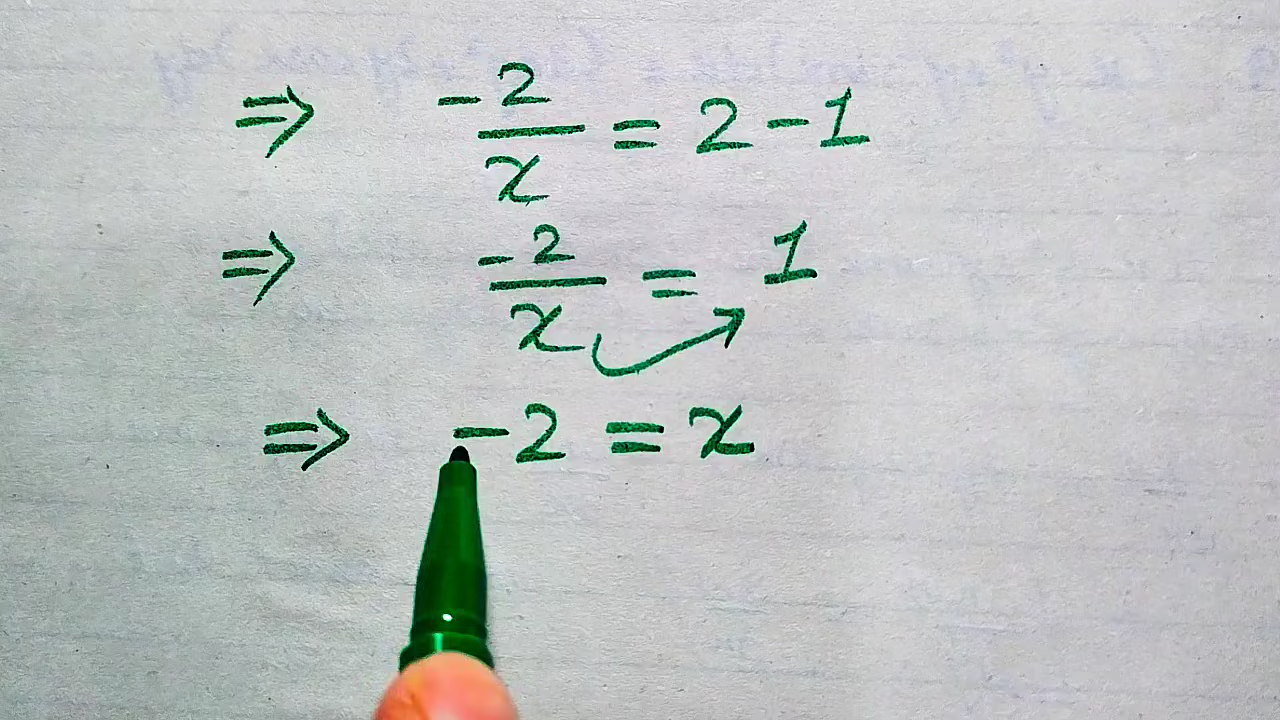 ⇒ -2/x = 2 - 1
⇒ -2/x = 1
⇒ -2 = x